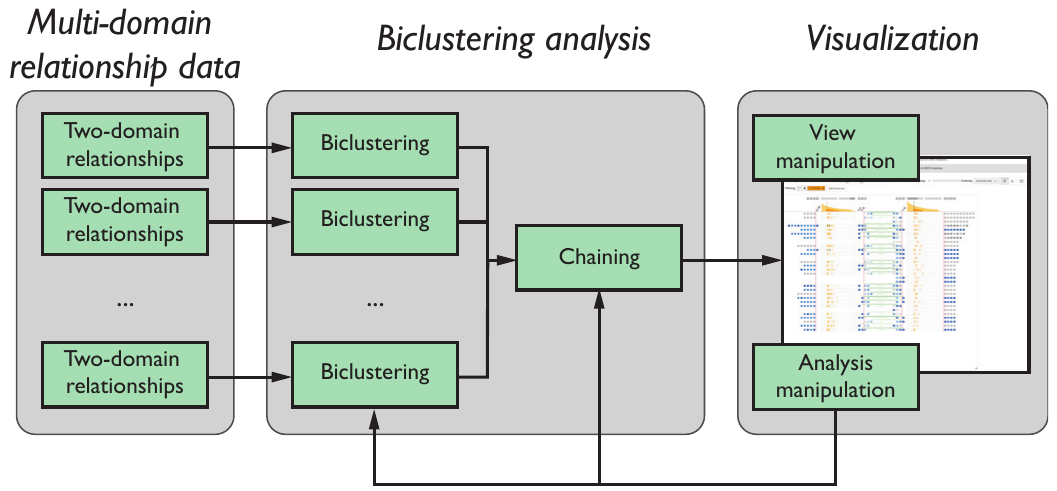 Multi-domain
relationship data
Biclustering analysis
Visualization
Two-domain
relationships
Two-domain
relationships
...
Two-domain
relationships
Biclustering
Biclustering
...
Biclustering
Chaining
View
manipulation
Analysis
manipulation